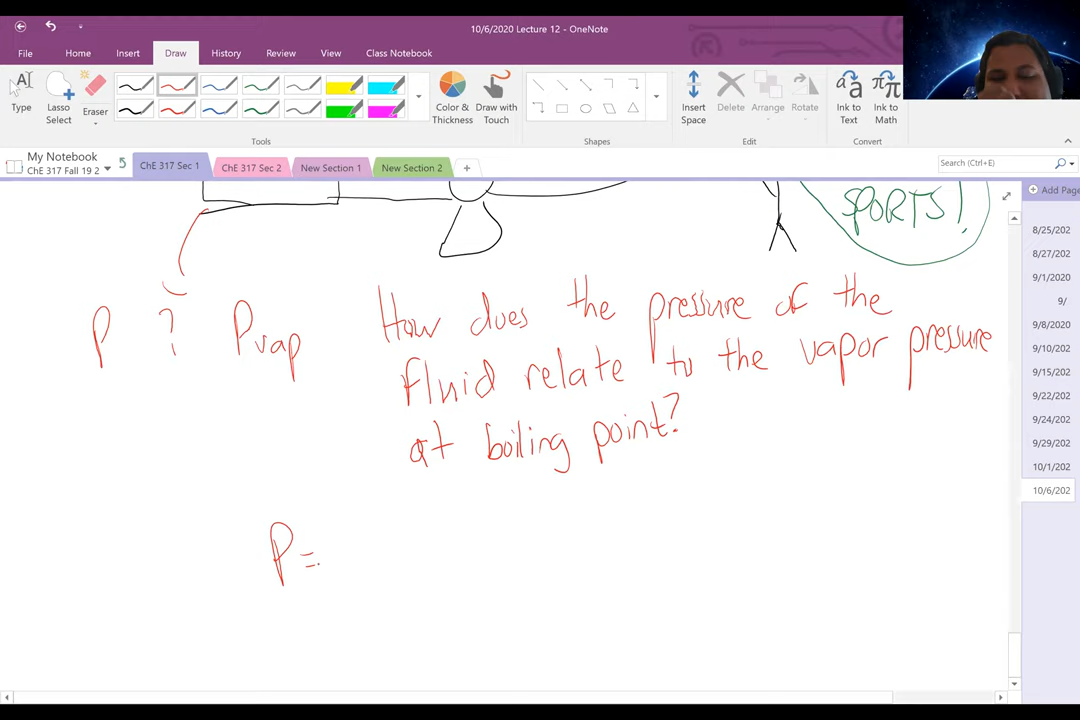 10/6/2020 Lecture 12 - OneNote
File Home Insert Draw History Review View Class Notebook
Type
Lasso Select
Eraser
Color & Thickness
Draw with Touch
Insert Space
Delete
Arrange
Rotate
Ink to Text
Ink to Math
Tools
Shapes
Edit
Convert
My Notebook
ChE 317 Fall 19 2
ChE 317 Sec 1
ChE 317 Sec 2
New Section 1
New Section 2
+
Search (Ctrl+E)
Add Page
8/25/202
8/27/202
9/1/2020
9/
9/8/2020
9/10/202
9/15/202
9/22/202
9/24/202
9/29/202
10/1/202
10/6/202
SPORTS!
P ? Pvap
How does the pressure of the
fluid relate to the vapor pressure
at boiling point?
P=